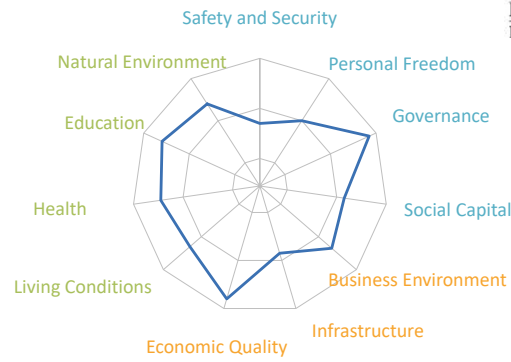 Safety and Security
Natural Environment
Personal Freedom
Education
Governance
Health
Social Capital
Living Conditions
Business Environment
Infrastructure
Economic Quality